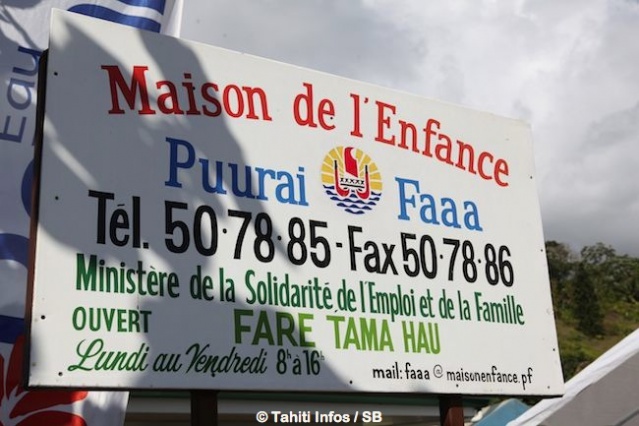 Maison de l'Enfance
Puurai Faaa
Tél. 50·78·85 - Fax 50·78·86
Ministère de la Solidarité de l'Emploi et de la Famille
OUVERT FARE TAMA HAU
Lundi au Vendredi 8h à 16h
mail: faaa @ maisonenfance.pf
Eau
© Tahiti Infos / SB